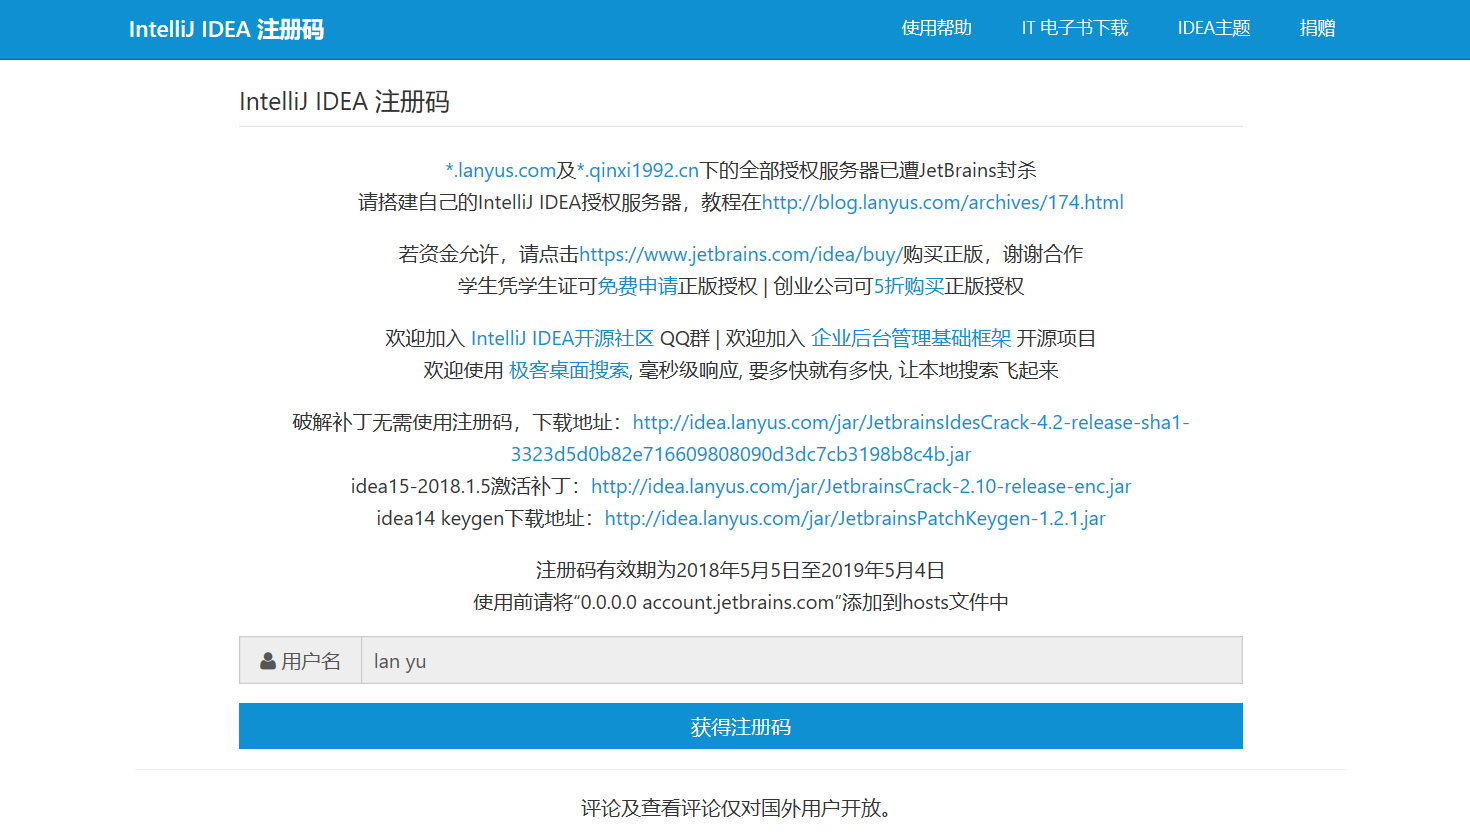 IntelliJ IDEA 注册码
使用帮助
IT 电子书下载
IDEA主题
捐赠
IntelliJ IDEA 注册码
*.lanyus.com及*.qinxi1992.cn下的全部授权服务器已遭JetBrains封杀
请搭建自己的IntelliJ IDEA授权服务器，教程在http://blog.lanyus.com/archives/174.html
若资金允许，请点击https://www.jetbrains.com/idea/buy/购买正版，谢谢合作
学生凭学生证可免费申请正版授权 | 创业公司可5折购买正版授权
欢迎加入 IntelliJ IDEA开源社区 QQ群 | 欢迎加入 企业后台管理基础框架 开源项目
欢迎使用 极客桌面搜索, 毫秒级响应, 要多快就有多快, 让本地搜索飞起来
破解补丁无需使用注册码，下载地址：http://idea.lanyus.com/jar/JetbrainsIdesCrack-4.2-release-sha1-
3323d5d0b82e716609808090d3dc7cb3198b8c4b.jar
idea15-2018.1.5激活补丁：http://idea.lanyus.com/jar/JetbrainsCrack-2.10-release-enc.jar
idea14 keygen下载地址：http://idea.lanyus.com/jar/JetbrainsPatchKeygen-1.2.1.jar
注册码有效期为2018年5月5日至2019年5月4日
使用前请将“0.0.0.0 account.jetbrains.com”添加到hosts文件中
用户名
lan yu
获得注册码
评论及查看评论仅对国外用户开放。